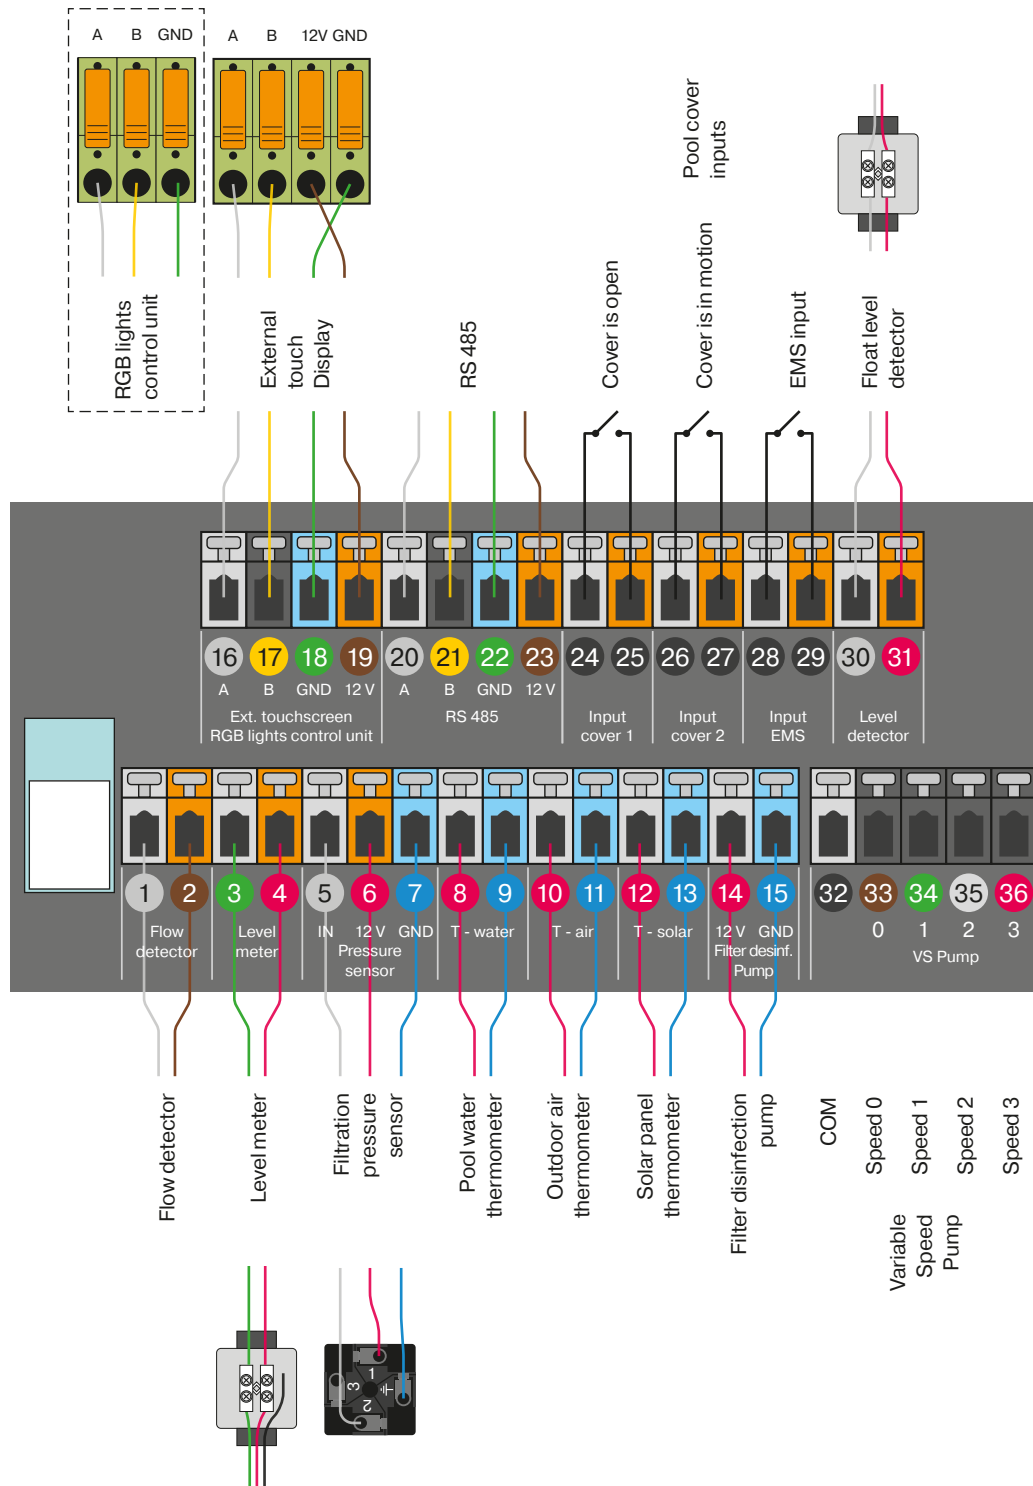 A B GND
A B 12V GND
RGB lights
control unit
External
touch
Display
RS 485
Pool cover
inputs
Cover is open
Cover is in motion
EMS input
Float level
detector
16 17 18 19 20 21 22 23 24 25 26 27 28 29 30 31
A B GND 12 V A B GND 12 V
Ext. touchscreen
RGB lights control unit
RS 485
Input
cover 1
Input
cover 2
Input
EMS
Level
detector
1 2 3 4 5 6 7 8 9 10 11 12 13 14 15 32 33 34 35 36
Flow
detector
Level
meter
IN 12 V GND
Pressure
sensor
T - water
T - air
T - solar
12 V GND
Filter desinf.
Pump
0 1 2 3
VS Pump
Flow detector
Level meter
Filtration
pressure
sensor
Pool water
thermometer
Outdoor air
thermometer
Solar panel
thermometer
Filter disinfection
pump
COM
Speed 0
Speed 1
Speed 2
Speed 3
Variable
Speed
Pump
1
3
2